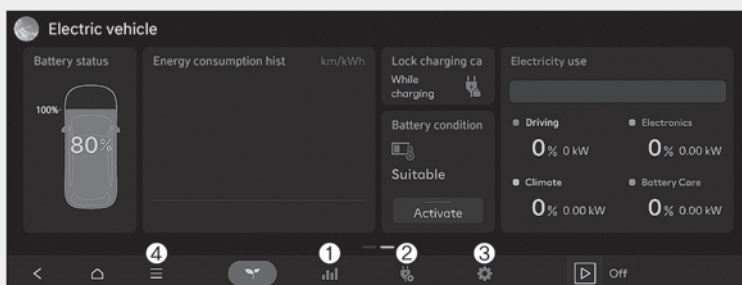 Electric vehicle
Battery status
100%
80%
Energy consumption hist km/kWh
Lock charging ca
While
charging
Battery condition
Suitable
Activate
Electricity use
Driving Electronics
0% 0 kW 0% 0.00 kW
Climate Battery Care
0% 0.00 kW 0% 0.00 kW
4 1 2 3
Off